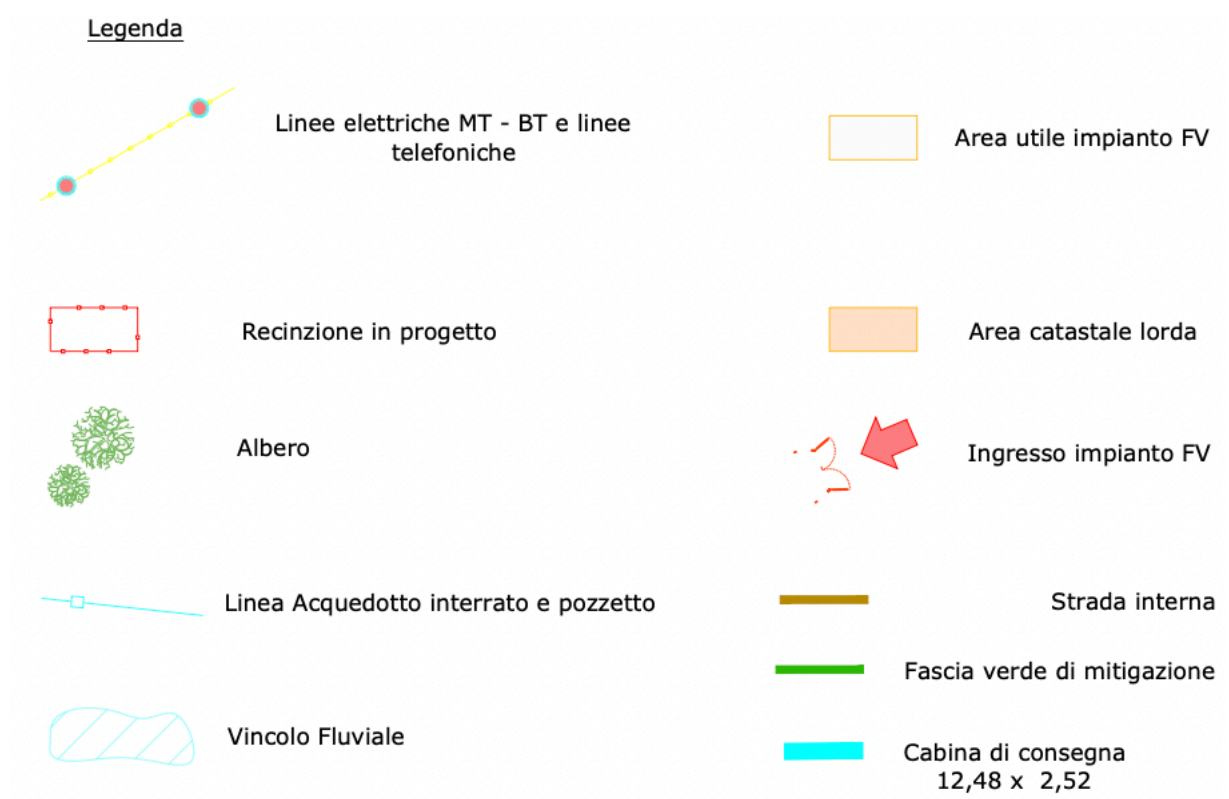 Legenda
Linee elettriche MT - BT e linee
telefoniche
Area utile impianto FV
Recinzione in progetto
Area catastale lorda
Albero
Ingresso impianto FV
Linea Acquedotto interrato e pozzetto
Strada interna
Fascia verde di mitigazione
Vincolo Fluviale
Cabina di consegna
12,48 x 2,52